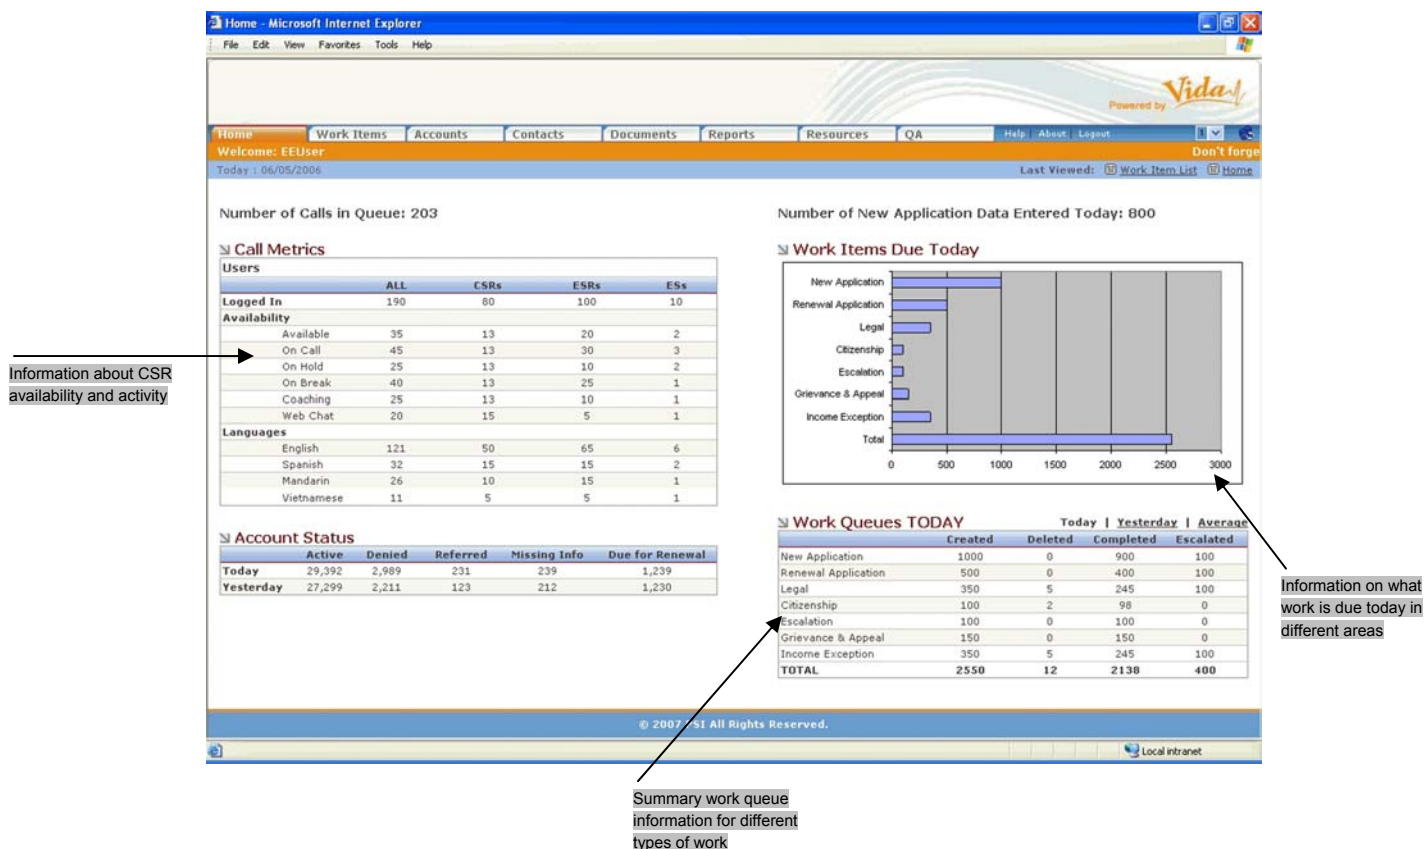 Home - Microsoft Internet Explorer
File Edit View Favorites Tools Help
Powered by Vida
Home Work Items Accounts Contacts Documents Reports Resources QA Help | About | Logout
Welcome: EEUser Don't forge
Today : 06/05/2006 Last Viewed: Work Item List Home
Number of Calls in Queue: 203
Call Metrics
Users
ALL CSRs ESRs ESs
Logged In 190 80 100 10
Availability
Available 35 13 20 2
On Call 45 13 30 3
On Hold 25 13 10 2
On Break 40 13 25 1
Coaching 25 13 10 1
Web Chat 20 15 5 1
Languages
English 121 50 65 6
Spanish 32 15 15 2
Mandarin 26 10 15 1
Vietnamese 11 5 5 1
Account Status
Active Denied Referred Missing Info Due for Renewal
Today 29,392 2,989 231 239 1,239
Yesterday 27,299 2,211 123 212 1,230
Number of New Application Data Entered Today: 800
Work Items Due Today
New Application
Renewal Application
Legal
Citizenship
Escalation
Grievance & Appeal
Income Exception
Total
0 500 1000 1500 2000 2500 3000
Work Queues TODAY Today | Yesterday | Average
Created Deleted Completed Escalated
New Application 1000 0 900 100
Renewal Application 500 0 400 100
Legal 350 5 245 100
Citizenship 100 2 98 0
Escalation 100 0 100 0
Grievance & Appeal 150 0 150 0
Income Exception 350 5 245 100
TOTAL 2550 12 2138 400
© 2007 PSI All Rights Reserved.
Local intranet
Information about CSR
availability and activity
Information on what
work is due today in
different areas
Summary work queue
information for different
types of work